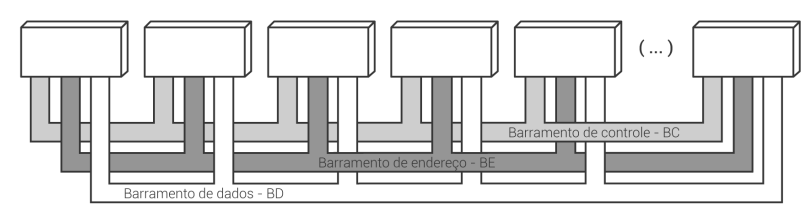 ( ... )
Barramento de controle - BC
Barramento de endereço - BE
Barramento de dados - BD